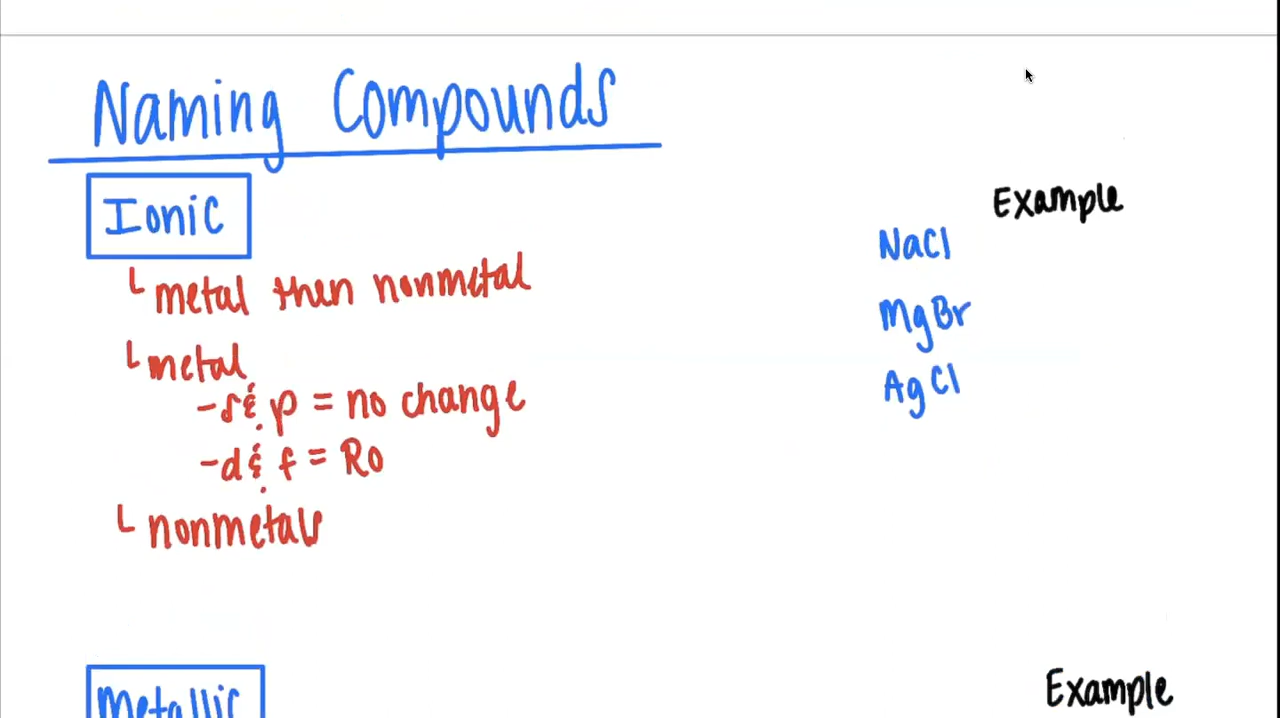 Naming Compounds
Ionic
Example
NaCl
metal then nonmetal
MgBr
metal
AgCl
-s & p = no change
-d & f = Ro
nonmetals
Metallic
Example